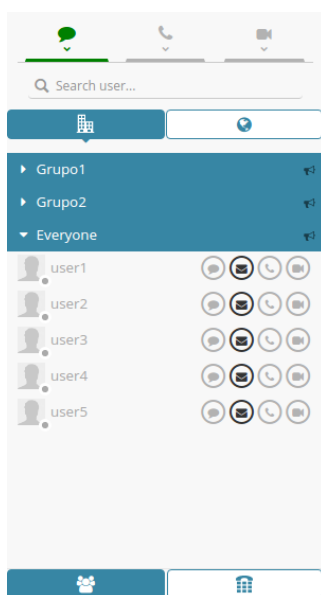 Search user...
Grupo1
Grupo2
Everyone
user1
user2
user3
user4
user5